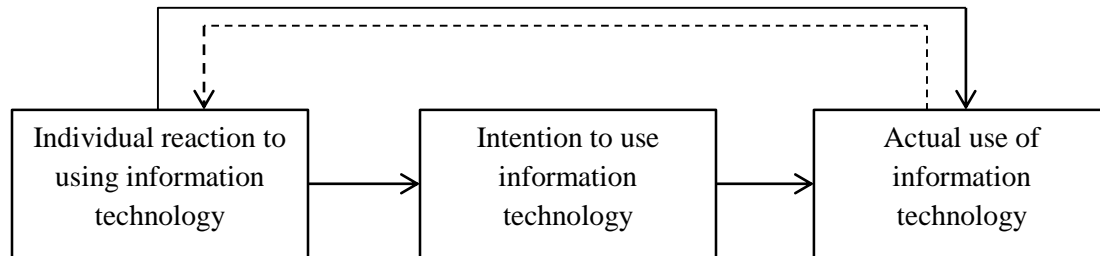 Individual reaction to
using information
technology
Intention to use
information
technology
Actual use of
information
technology